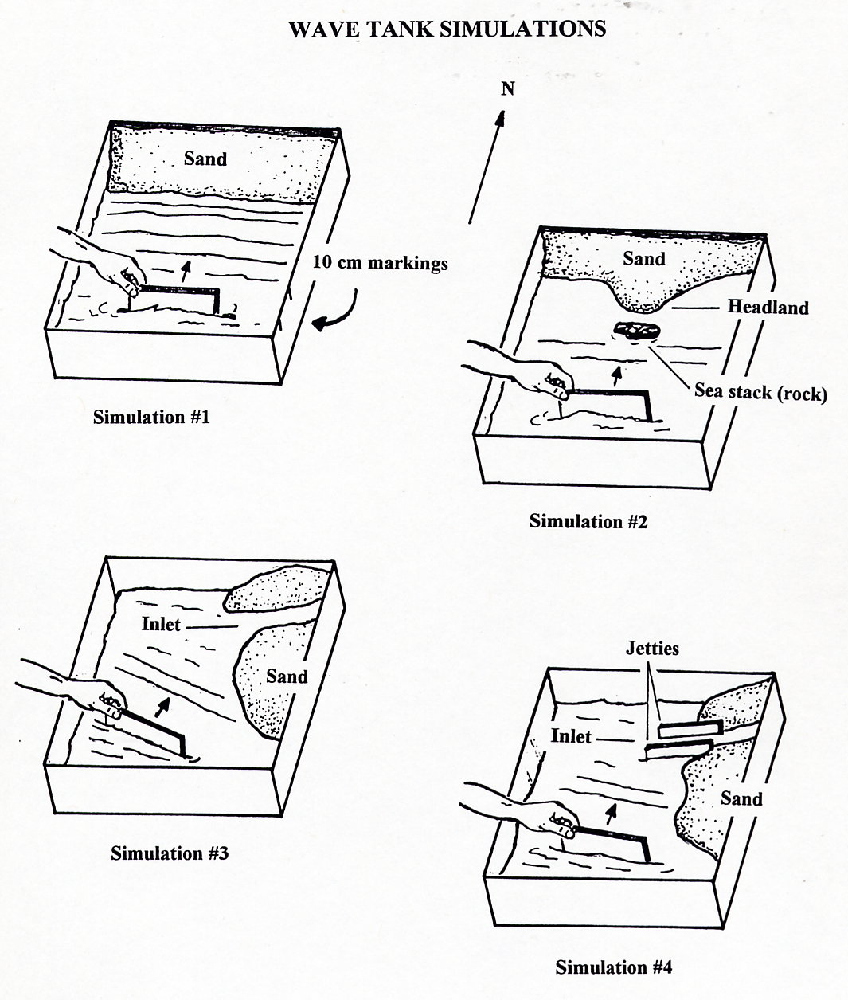 WAVE TANK SIMULATIONS
N
Sand
10 cm markings
Simulation #1
Sand
Headland
Sea stack (rock)
Simulation #2
Inlet
Sand
Simulation #3
Jetties
Inlet
Sand
Simulation #4